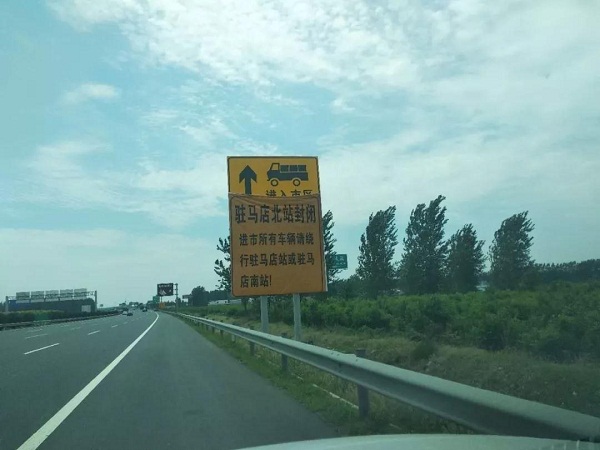 进入市区
驻马店北站封闭
进市所有车辆请绕
行驻马店站或驻马
店南站!